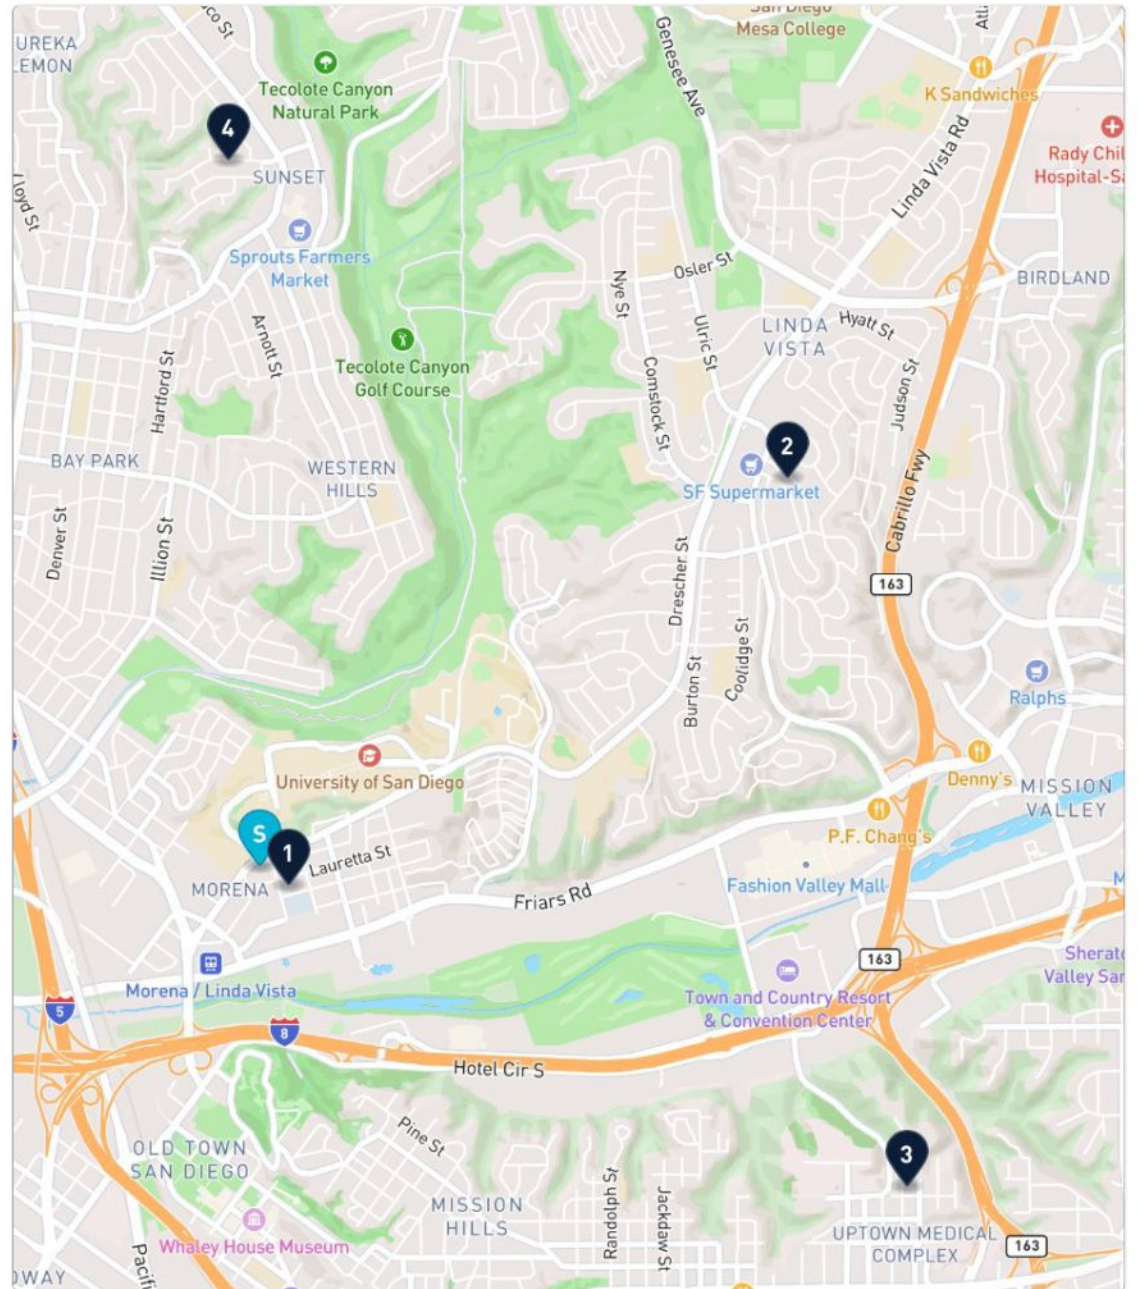 San Diego
Mesa College
UREKA
LEMON
Tecolote Canyon
Natural Park
Genesee Ave
K Sandwiches
4
Linda Vista Rd
Rady Chil
Hospital-Sa
SUNSET
Sprouts Farmers
Market
Osler St
Nye St
BIRDLAND
LINDA
VISTA
Hyatt St
Ulric St
Arnott St
Hartford St
Tecolote Canyon
Golf Course
Comstock St
Judson St
2
BAY PARK
WESTERN
HILLS
SF Supermarket
Cabrillo Fwy
Denver St
Illion St
Drescher St
163
Coolidge St
Burton St
Ralphs
University of San Diego
Denny's
MISSION
VALLEY
P.F. Chang's
S
1
Lauretta St
MORENA
Fashion Valley Mall
Friars Rd
163
Morena / Linda Vista
Sherato
Valley San
Town and Country Resort
& Convention Center
5
8
Hotel Cir S
Pine St
OLD TOWN
SAN DIEGO
3
MISSION
HILLS
Randolph St
Jackdaw St
UPTOWN MEDICAL
COMPLEX
163
Whaley House Museum
Pacifi
DWAY